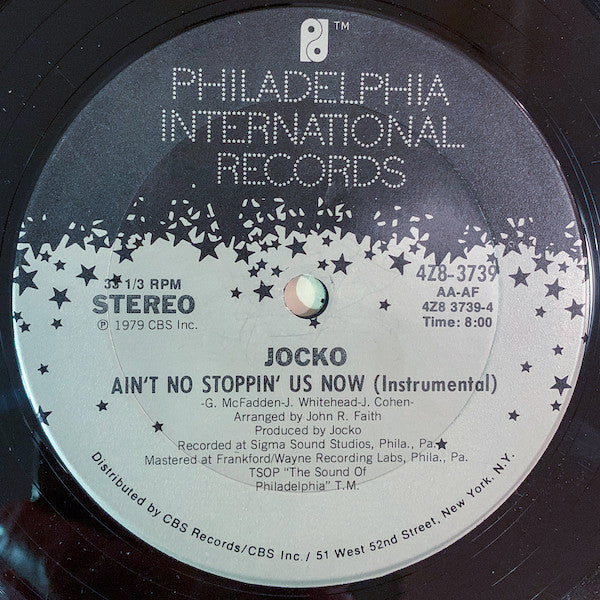 TM
PHILADELPHIA
INTERNATIONAL
RECORDS
33 1/3 RPM
STEREO
℗ 1979 CBS Inc.
4Z8-3739
AA-AF
4Z8 3739-4
Time: 8:00
JOCKO
AIN'T NO STOPPIN' US NOW (Instrumental)
-G. McFadden-J. Whitehead-J. Cohen-
Arranged by John R. Faith
Produced by Jocko
Recorded at Sigma Sound Studios, Phila., Pa.
Mastered at Frankford/Wayne Recording Labs, Phila., Pa.
TSOP "The Sound Of
Philadelphia" T.M.
Distributed by CBS Records/CBS Inc./ 51 West 52nd Street, New York, N.Y.